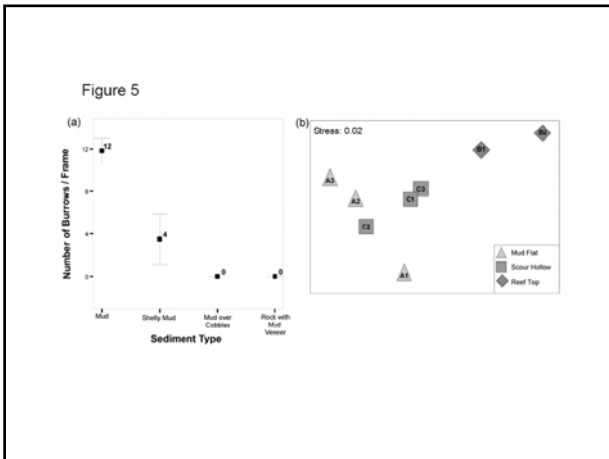 Figure 5
(a)
Number of Burrows / Frame
12
8
4
0
12
4
0
0
Mud
Shelly Mud
Mud over
Cobbles
Rock with
Mud
Veneer
Sediment Type
(b)
Stress: 0.02
B2
B1
A3
C3
A2
C1
C2
A1
Mud Flat
Scour Hollow
Reef Top